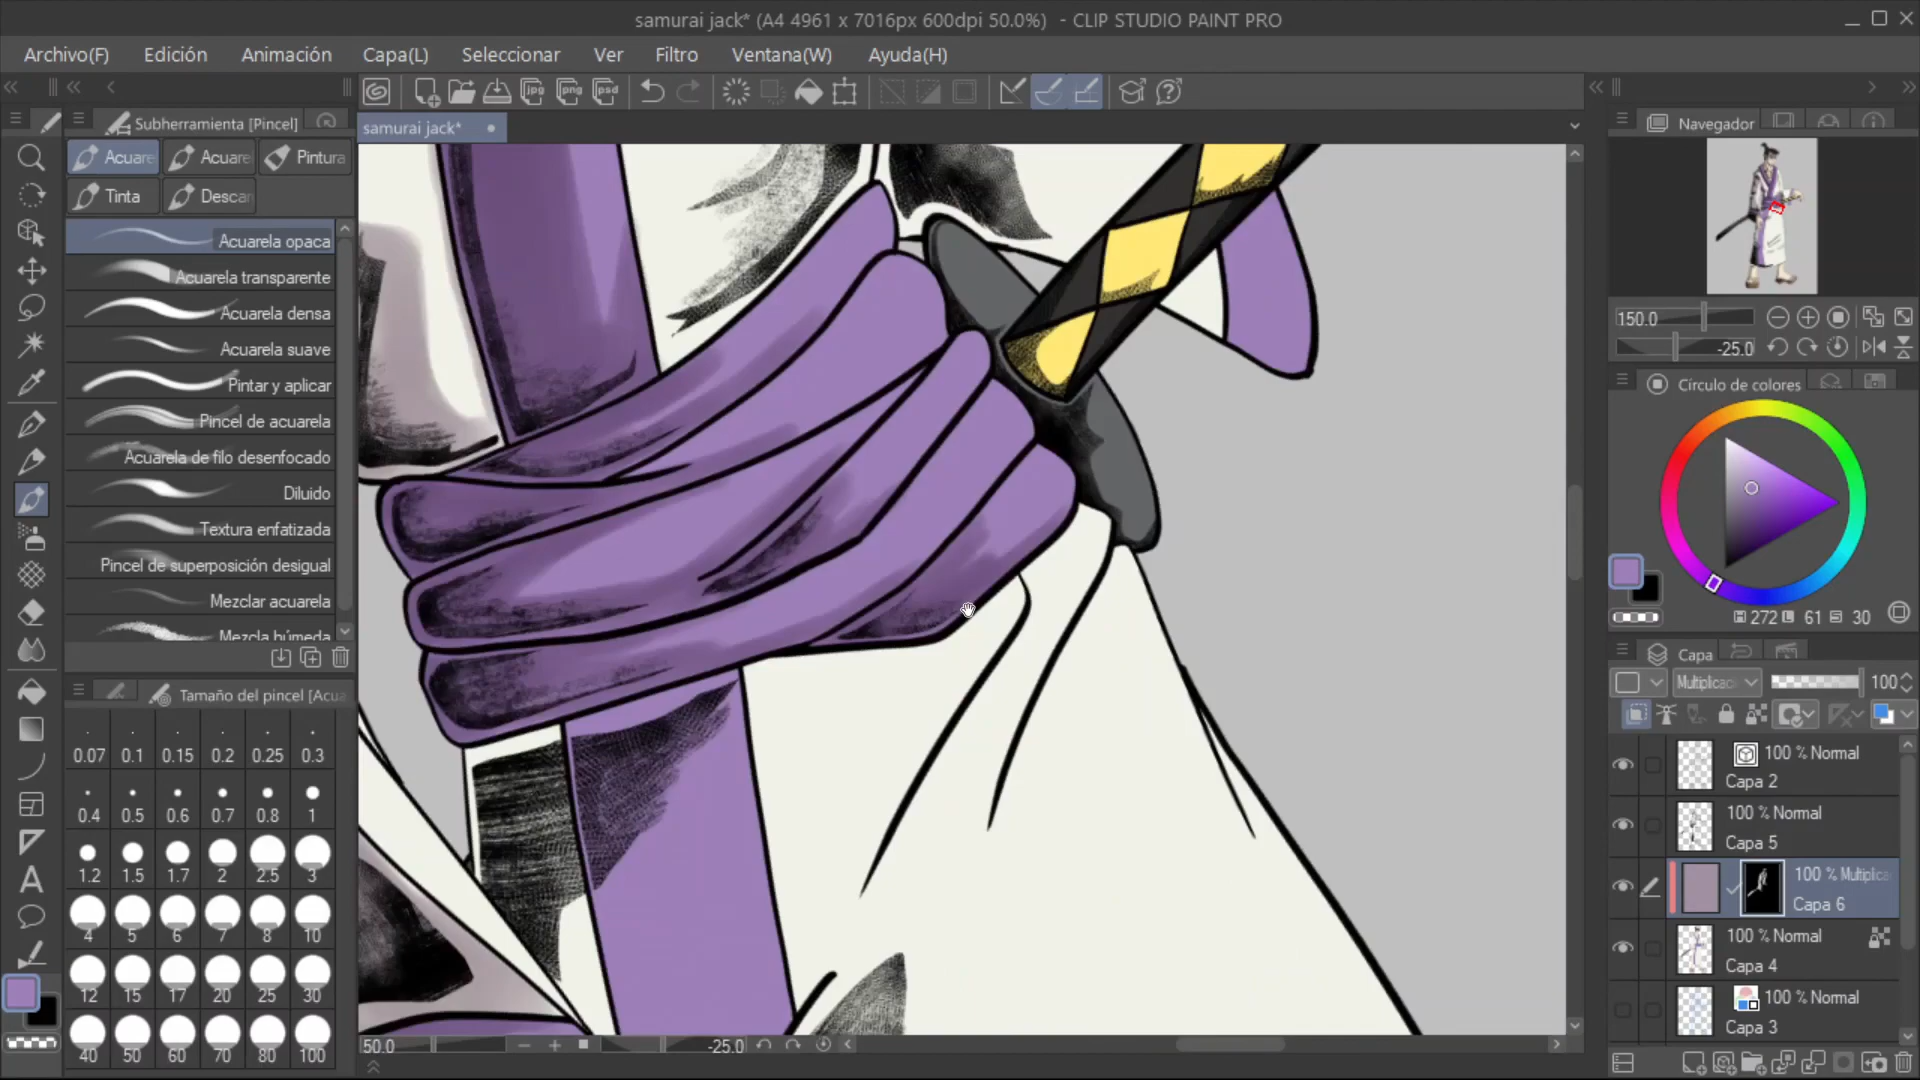 samurai jack* (A4 4961 x 7016px 600dpi 50.0%) - CLIP STUDIO PAINT PRO
Archivo(F) Edición Animación Capa(L) Seleccionar Ver Filtro Ventana(W) Ayuda(H)
jpg png psd
Subherramienta [Pincel]
samurai jack*
Acuare Acuare Pintura
Tinta Descar
Acuarela opaca
Acuarela transparente
Acuarela densa
Acuarela suave
Pintar y aplicar
Pincel de acuarela
Acuarela de filo desenfocado
Diluido
Textura enfatizada
Pincel de superposición desigual
Mezclar acuarela
Mezcla húmeda
Tamaño del pincel [Acua
0.07 0.1 0.15 0.2 0.25 0.3
0.4 0.5 0.6 0.7 0.8 1
1.2 1.5 1.7 2 2.5 3
4 5 6 7 8 10
12 15 17 20 25 30
40 50 60 70 80 100
50.0 -25.0
Navegador
150.0
-25.0
Círculo de colores
272 61 30
Capa
Multiplicac 100
100 % Normal
Capa 2
100 % Normal
Capa 5
100 % Multiplica
Capa 6
100 % Normal
Capa 4
100 % Normal
Capa 3